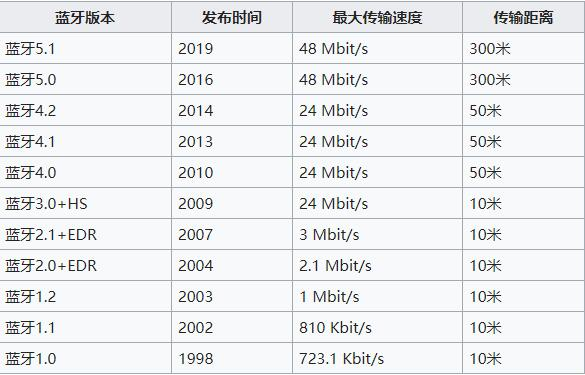 蓝牙版本 发布时间 最大传输速度 传输距离
蓝牙5.1 2019 48 Mbit/s 300米
蓝牙5.0 2016 48 Mbit/s 300米
蓝牙4.2 2014 24 Mbit/s 50米
蓝牙4.1 2013 24 Mbit/s 50米
蓝牙4.0 2010 24 Mbit/s 50米
蓝牙3.0+HS 2009 24 Mbit/s 10米
蓝牙2.1+EDR 2007 3 Mbit/s 10米
蓝牙2.0+EDR 2004 2.1 Mbit/s 10米
蓝牙1.2 2003 1 Mbit/s 10米
蓝牙1.1 2002 810 Kbit/s 10米
蓝牙1.0 1998 723.1 Kbit/s 10米